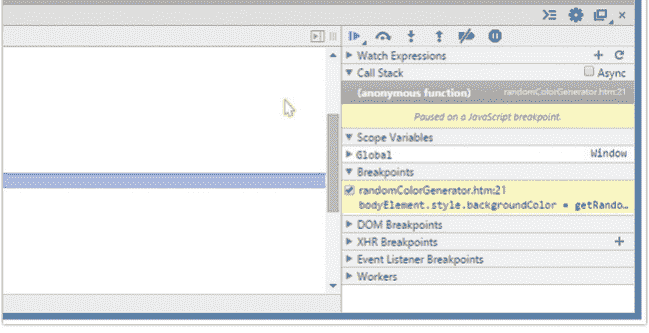 Watch Expressions
Call Stack Async
(anonymous function) randomColorGenerator.htm:21
Paused on a JavaScript breakpoint.
Scope Variables
Global Window
Breakpoints
randomColorGenerator.htm:21
bodyElement.style.backgroundColor = getRando…
DOM Breakpoints
XHR Breakpoints
Event Listener Breakpoints
Workers